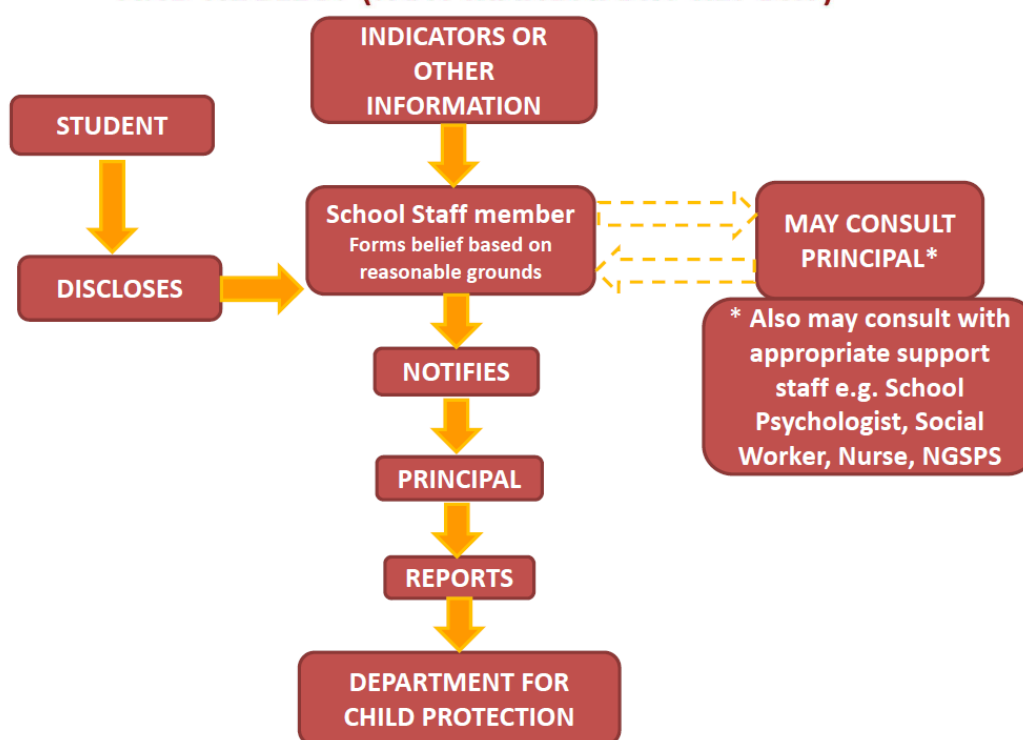 INDICATORS OR
OTHER
INFORMATION
STUDENT
DISCLOSES
School Staff member
Forms belief based on
reasonable grounds
MAY CONSULT
PRINCIPAL*
* Also may consult with
appropriate support
staff e.g. School
Psychologist, Social
Worker, Nurse, NGSPS
NOTIFIES
PRINCIPAL
REPORTS
DEPARTMENT FOR
CHILD PROTECTION